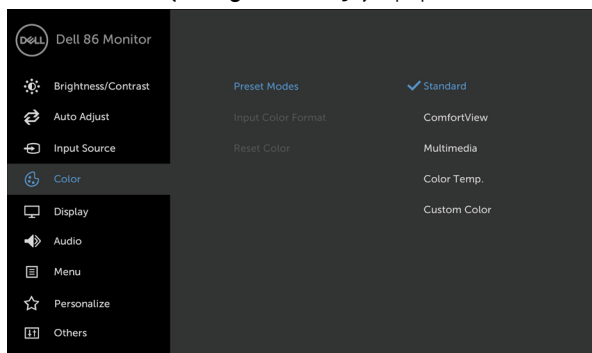 DELL Dell 86 Monitor
Brightness/Contrast
Auto Adjust
Input Source
Color
Display
Audio
Menu
Personalize
Others
Preset Modes
Input Color Format
Reset Color
Standard
ComfortView
Multimedia
Color Temp.
Custom Color